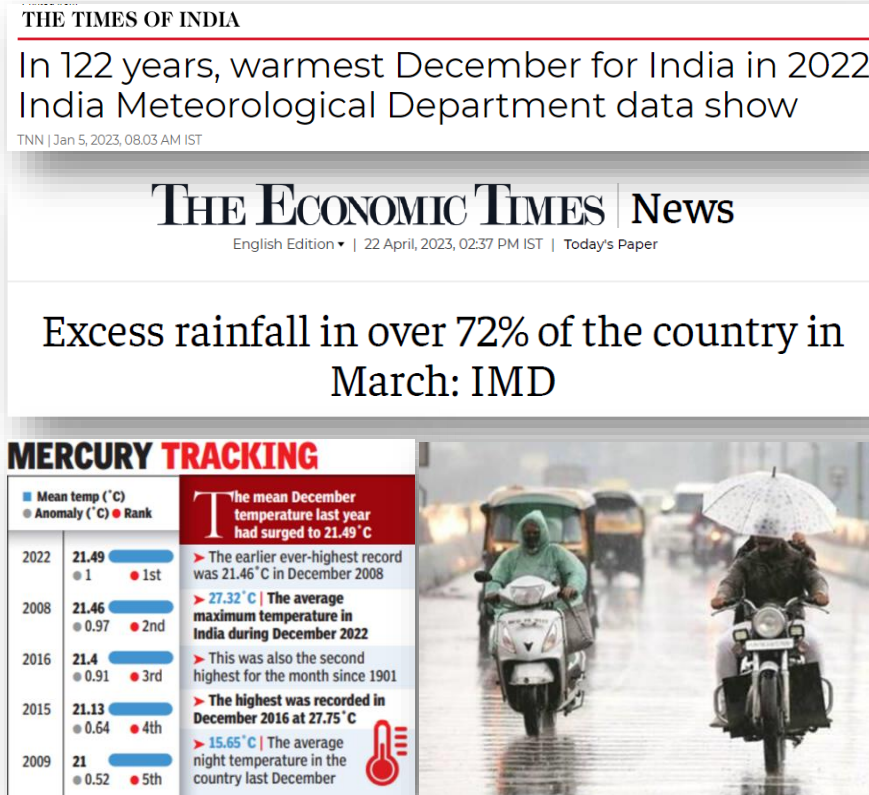 THE TIMES OF INDIA
In 122 years, warmest December for India in 2022
India Meteorological Department data show
TNN | Jan 5, 2023, 08.03 AM IST
THE ECONOMIC TIMES | News
English Edition ▾ | 22 April, 2023, 02:37 PM IST | Today's Paper
Excess rainfall in over 72% of the country in
March: IMD
MERCURY TRACKING
Mean temp (˚C)
Anomaly (˚C) Rank
2022 21.49
1 1st
2008 21.46
0.97 2nd
2016 21.4
0.91 3rd
2015 21.13
0.64 4th
2009 21
0.52 5th
The mean December
temperature last year
had surged to 21.49˚C
➤ The earlier ever-highest record
was 21.46˚C in December 2008
➤ 27.32˚C | The average
maximum temperature in
India during December 2022
➤ This was also the second
highest for the month since 1901
➤ The highest was recorded in
December 2016 at 27.75˚C
➤ 15.65˚C | The average
night temperature in the
country last December